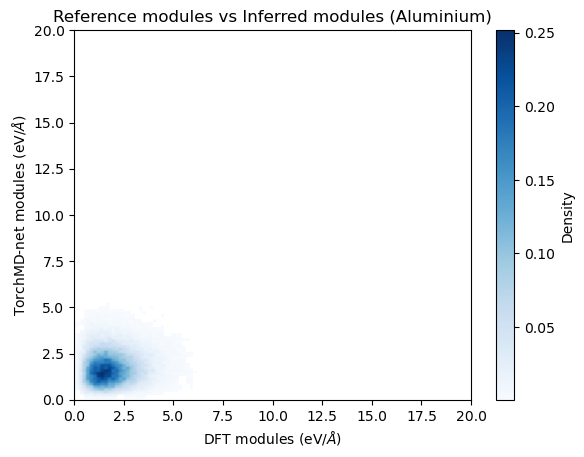 Reference modules vs Inferred modules (Aluminium)
20.0
17.5
15.0
12.5
10.0
7.5
5.0
2.5
0.0
TorchMD-net modules (eV/Å)
0.0 2.5 5.0 7.5 10.0 12.5 15.0 17.5 20.0
DFT modules (eV/Å)
0.25
0.20
0.15
0.10
0.05
Density